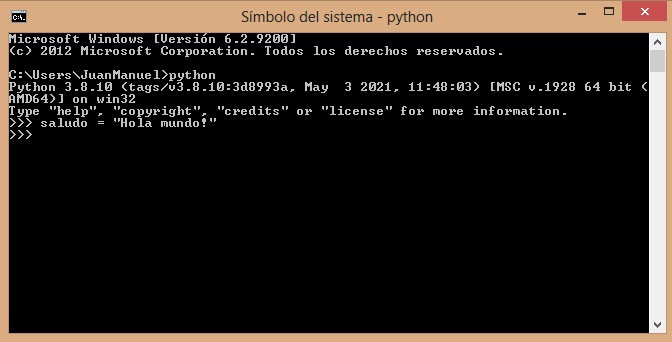 Símbolo del sistema - python
Microsoft Windows [Versión 6.2.9200]
(c) 2012 Microsoft Corporation. Todos los derechos reservados.
C:\Users\JuanManuel>python
Python 3.8.10 (tags/v3.8.10:3d8993a, May  3 2021, 11:48:03) [MSC v.1928 64 bit (
AMD64)] on win32
Type "help", "copyright", "credits" or "license" for more information.
>>> saludo = "Hola mundo!"
>>>